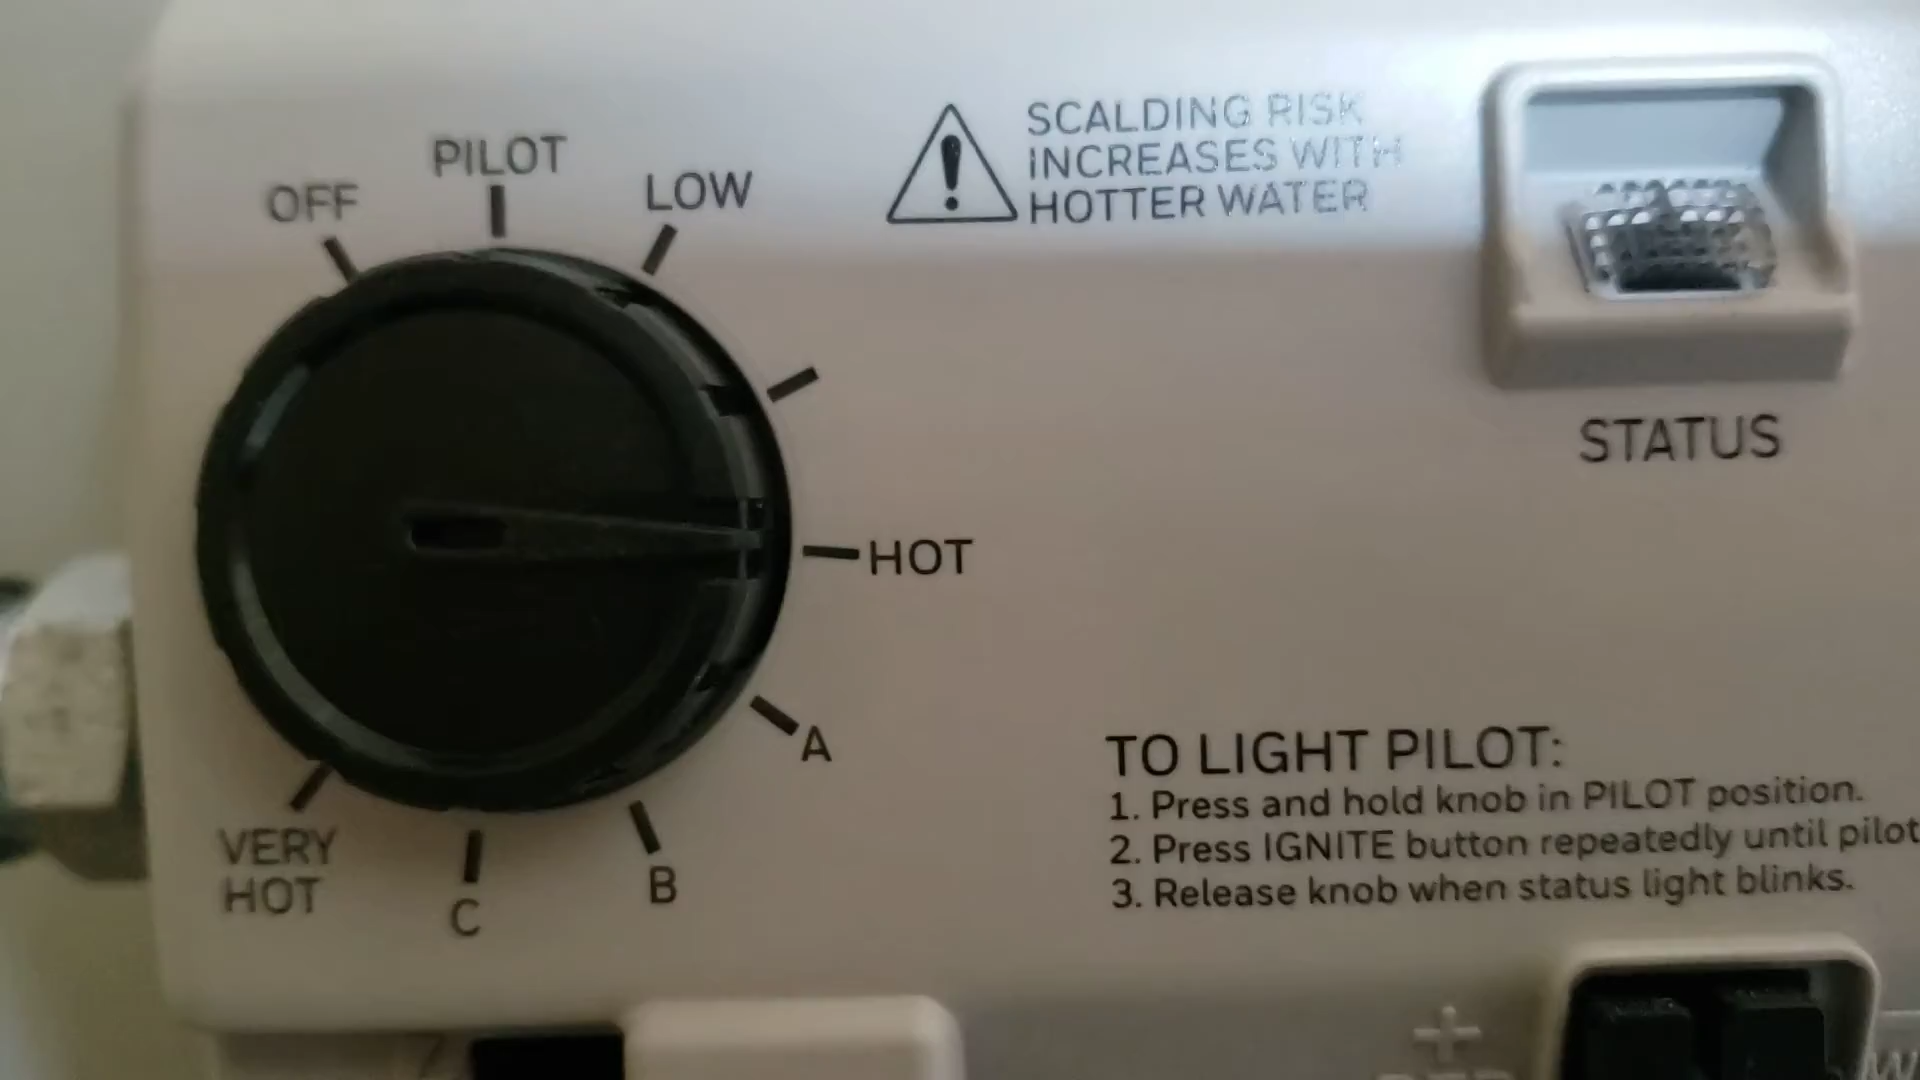 OFF
PILOT
LOW
HOT
A
B
C
VERY
HOT
SCALDING RISK
INCREASES WITH
HOTTER WATER
STATUS
TO LIGHT PILOT:
1. Press and hold knob in PILOT position.
2. Press IGNITE button repeatedly until pilot
3. Release knob when status light blinks.
+